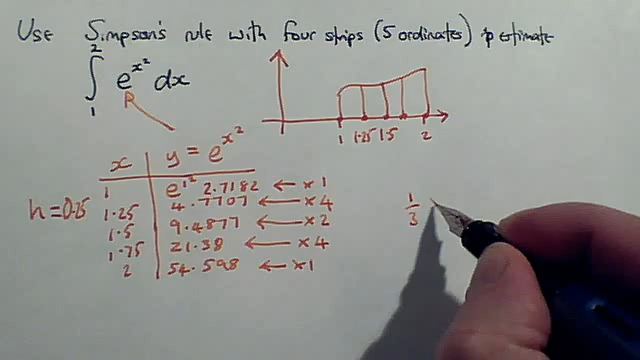 Use Simpson's rule with four strips (5 ordinates) to estimate
∫₁² e^x² dx
1 1.25 1.5 2
x y = e^x²
1 e^1² 2.7182 ← ×1
h = 0.25 1.25 4.7707 ← ×4
1.5 9.4877 ← ×2
1.75 21.38 ← ×4
2 54.598 ← ×1
1/3